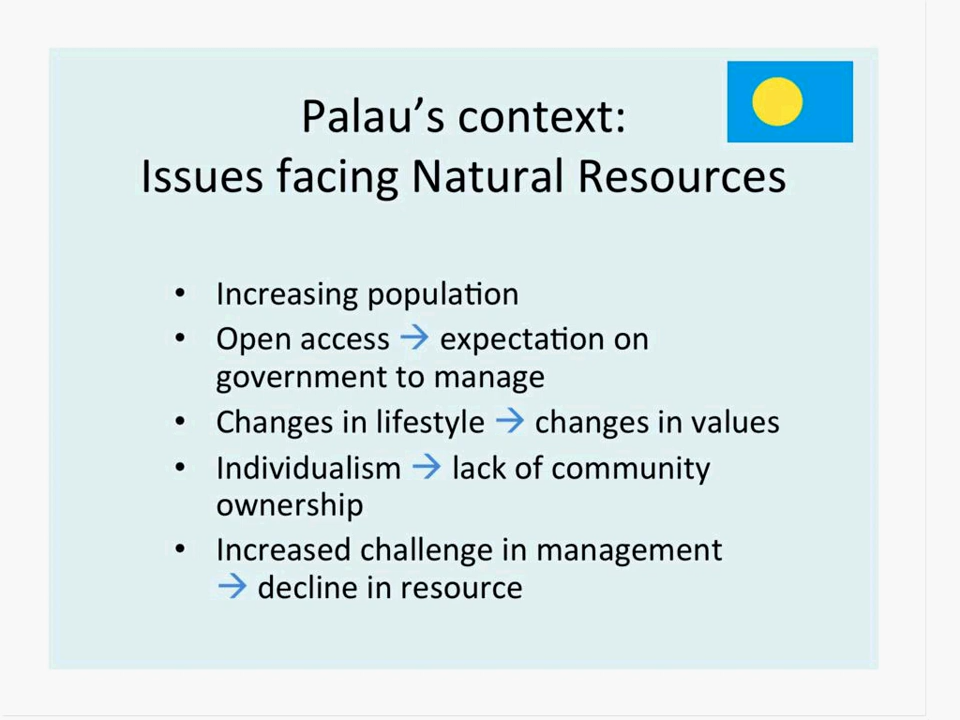 Palau’s context:
Issues facing Natural Resources
• Increasing population
• Open access → expectation on
government to manage
• Changes in lifestyle → changes in values
• Individualism → lack of community
ownership
• Increased challenge in management
→ decline in resource